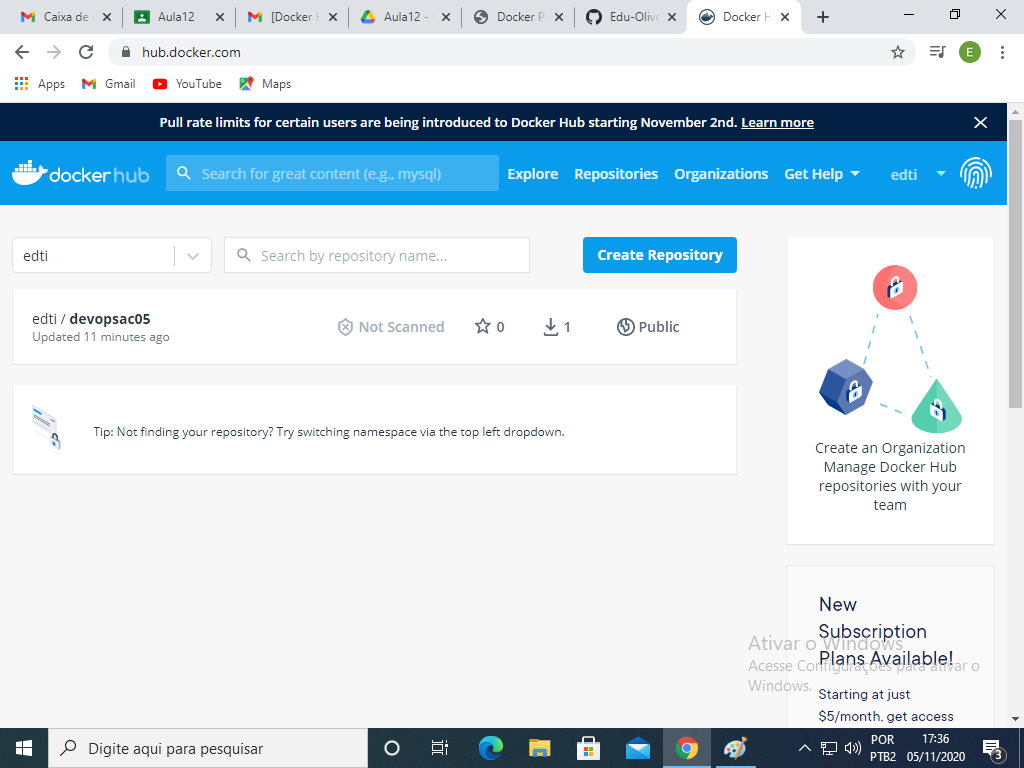 Caixa de
Aula12
[Docker H
Aula12 -
Docker P
Edu-Olive
Docker H
hub.docker.com
E
Apps
Gmail
YouTube
Maps
Pull rate limits for certain users are being introduced to Docker Hub starting November 2nd. Learn more
docker hub
Search for great content (e.g., mysql)
Explore
Repositories
Organizations
Get Help
edti
edti
Search by repository name...
Create Repository
edti / devopsac05
Updated 11 minutes ago
Not Scanned
0
1
Public
Tip: Not finding your repository? Try switching namespace via the top left dropdown.
Create an Organization
Manage Docker Hub
repositories with your
team
New
Subscription
Plans Available!
Starting at just
$5/month, get access
Ativar o Windows
Acesse Configurações para ativar o
Windows.
Digite aqui para pesquisar
POR
PTB2
17:36
05/11/2020
3